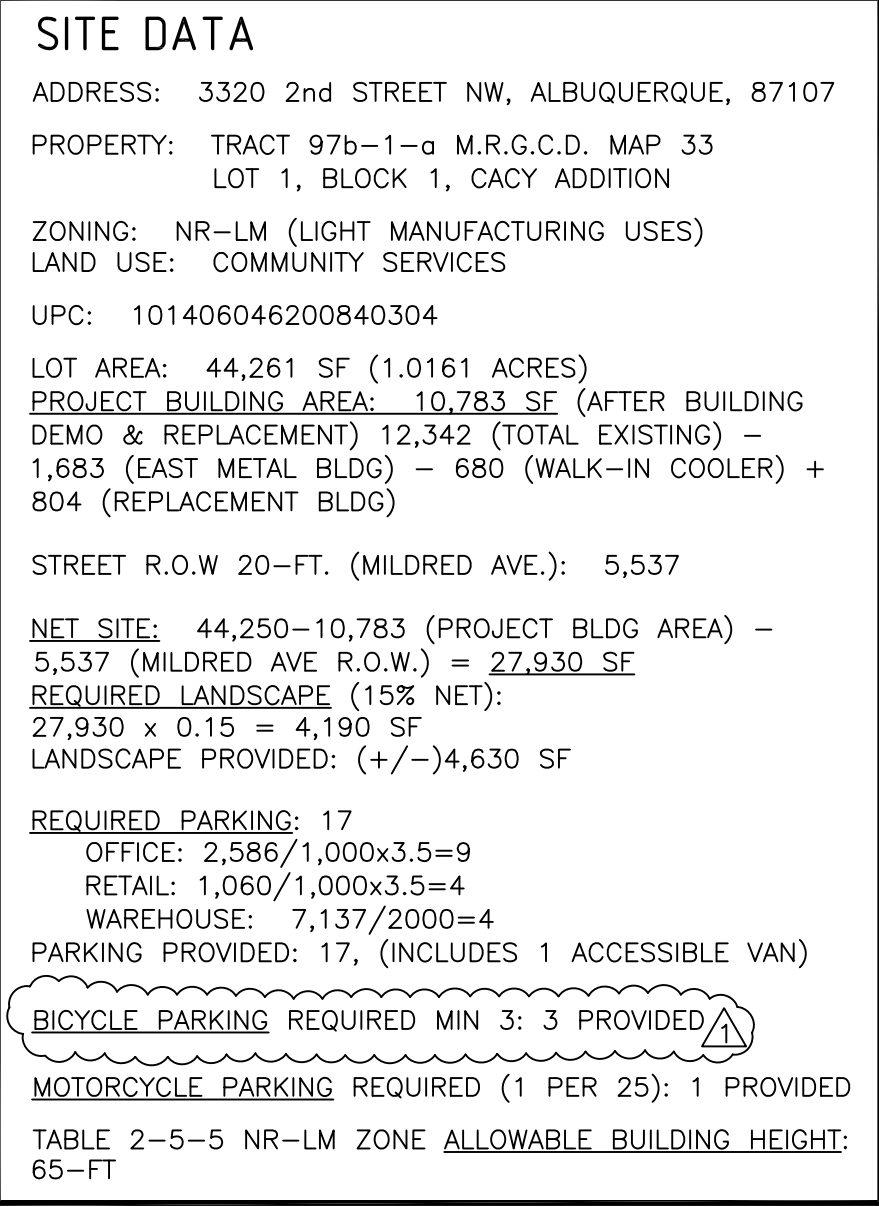 SITE DATA
ADDRESS: 3320 2nd STREET NW, ALBUQUERQUE, 87107
PROPERTY: TRACT 97b-1-a M.R.G.C.D. MAP 33
LOT 1, BLOCK 1, CACY ADDITION
ZONING: NR-LM (LIGHT MANUFACTURING USES)
LAND USE: COMMUNITY SERVICES
UPC: 101406046200840304
LOT AREA: 44,261 SF (1.0161 ACRES)
PROJECT BUILDING AREA: 10,783 SF (AFTER BUILDING
DEMO & REPLACEMENT) 12,342 (TOTAL EXISTING) -
1,683 (EAST METAL BLDG) - 680 (WALK-IN COOLER) +
804 (REPLACEMENT BLDG)
STREET R.O.W 20-FT. (MILDRED AVE.): 5,537
NET SITE: 44,250-10,783 (PROJECT BLDG AREA) -
5,537 (MILDRED AVE R.O.W.) = 27,930 SF
REQUIRED LANDSCAPE (15% NET):
27,930 x 0.15 = 4,190 SF
LANDSCAPE PROVIDED: (+/-)4,630 SF
REQUIRED PARKING: 17
OFFICE: 2,586/1,000x3.5=9
RETAIL: 1,060/1,000x3.5=4
WAREHOUSE: 7,137/2000=4
PARKING PROVIDED: 17, (INCLUDES 1 ACCESSIBLE VAN)
BICYCLE PARKING REQUIRED MIN 3: 3 PROVIDED 1
MOTORCYCLE PARKING REQUIRED (1 PER 25): 1 PROVIDED
TABLE 2-5-5 NR-LM ZONE ALLOWABLE BUILDING HEIGHT:
65-FT